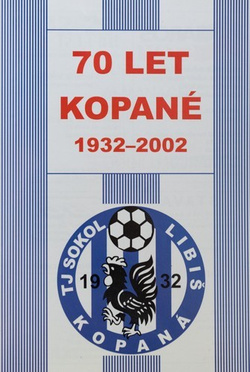 70 LET
KOPANÉ
1932–2002
TJ SOKOL LIBIŠ
19 32
KOPANÁ